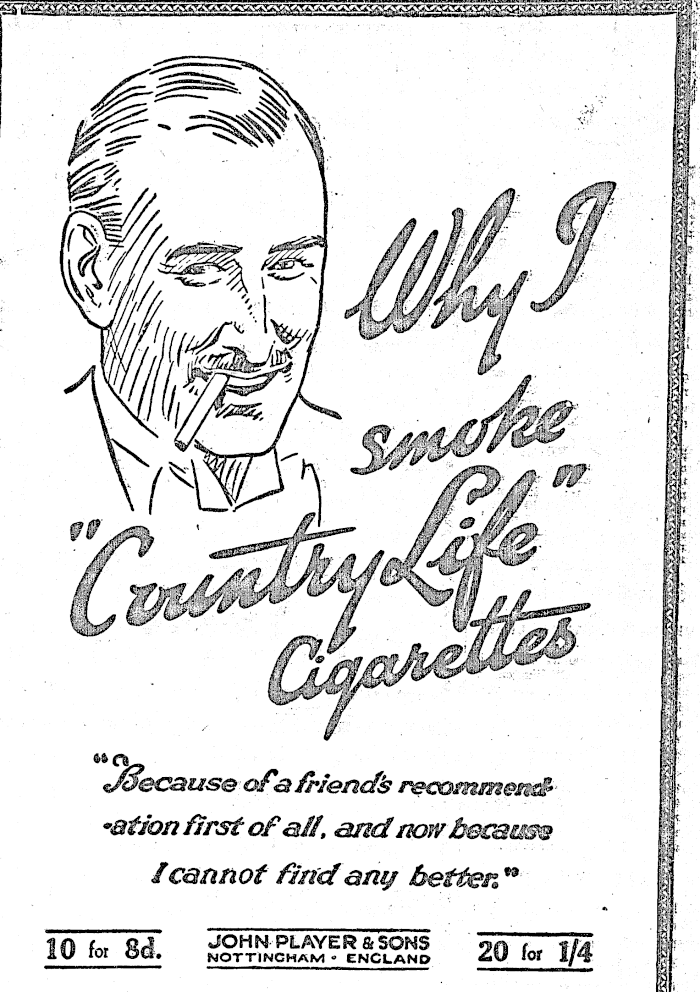 Why I
smoke
"Country Life"
Cigarettes
"Because of a friend's recommend-
-ation first of all, and now because
I cannot find any better."
10 for 8d.
JOHN PLAYER & SONS
NOTTINGHAM · ENGLAND
20 for 1/4